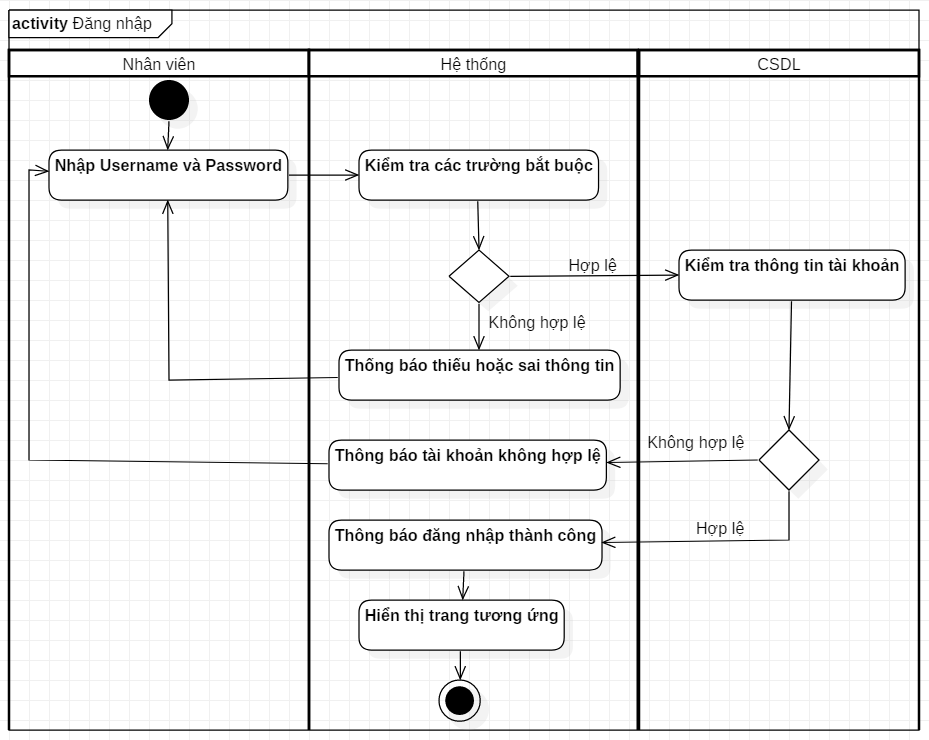 activity Đăng nhập
Nhân viên
Hệ thống
CSDL
Nhập Username và Password
Kiểm tra các trường bắt buộc
Hợp lệ
Kiểm tra thông tin tài khoản
Không hợp lệ
Thống báo thiếu hoặc sai thông tin
Không hợp lệ
Thông báo tài khoản không hợp lệ
Hợp lệ
Thông báo đăng nhập thành công
Hiển thị trang tương ứng